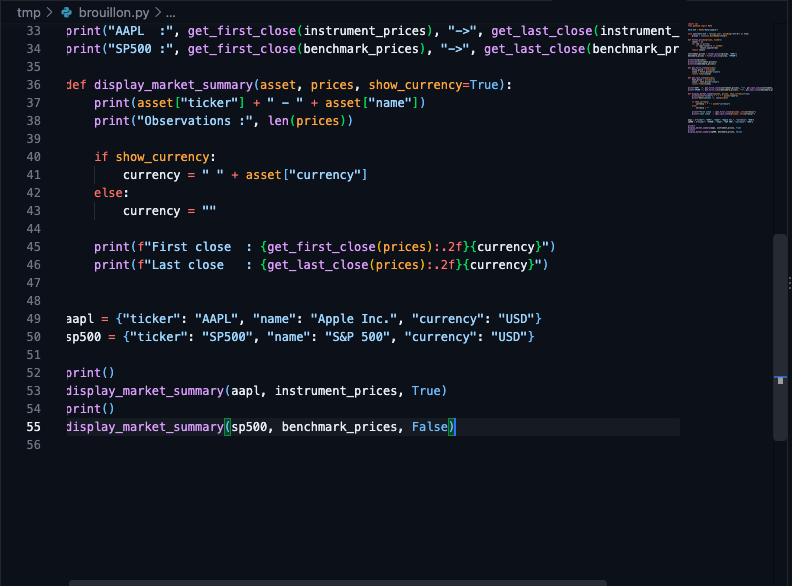 tmp > brouillon.py > ...
33 print("AAPL  :", get_first_close(instrument_prices), "->", get_last_close(instrument_
34 print("SP500 :", get_first_close(benchmark_prices), "->", get_last_close(benchmark_pr
35
36 def display_market_summary(asset, prices, show_currency=True):
37     print(asset["ticker"] + " - " + asset["name"])
38     print("Observations :", len(prices))
39
40     if show_currency:
41         currency = " " + asset["currency"]
42     else:
43         currency = ""
44
45     print(f"First close  : {get_first_close(prices):.2f}{currency}")
46     print(f"Last close   : {get_last_close(prices):.2f}{currency}")
47
48
49 aapl = {"ticker": "AAPL", "name": "Apple Inc.", "currency": "USD"}
50 sp500 = {"ticker": "SP500", "name": "S&P 500", "currency": "USD"}
51
52 print()
53 display_market_summary(aapl, instrument_prices, True)
54 print()
55 display_market_summary(sp500, benchmark_prices, False)
56